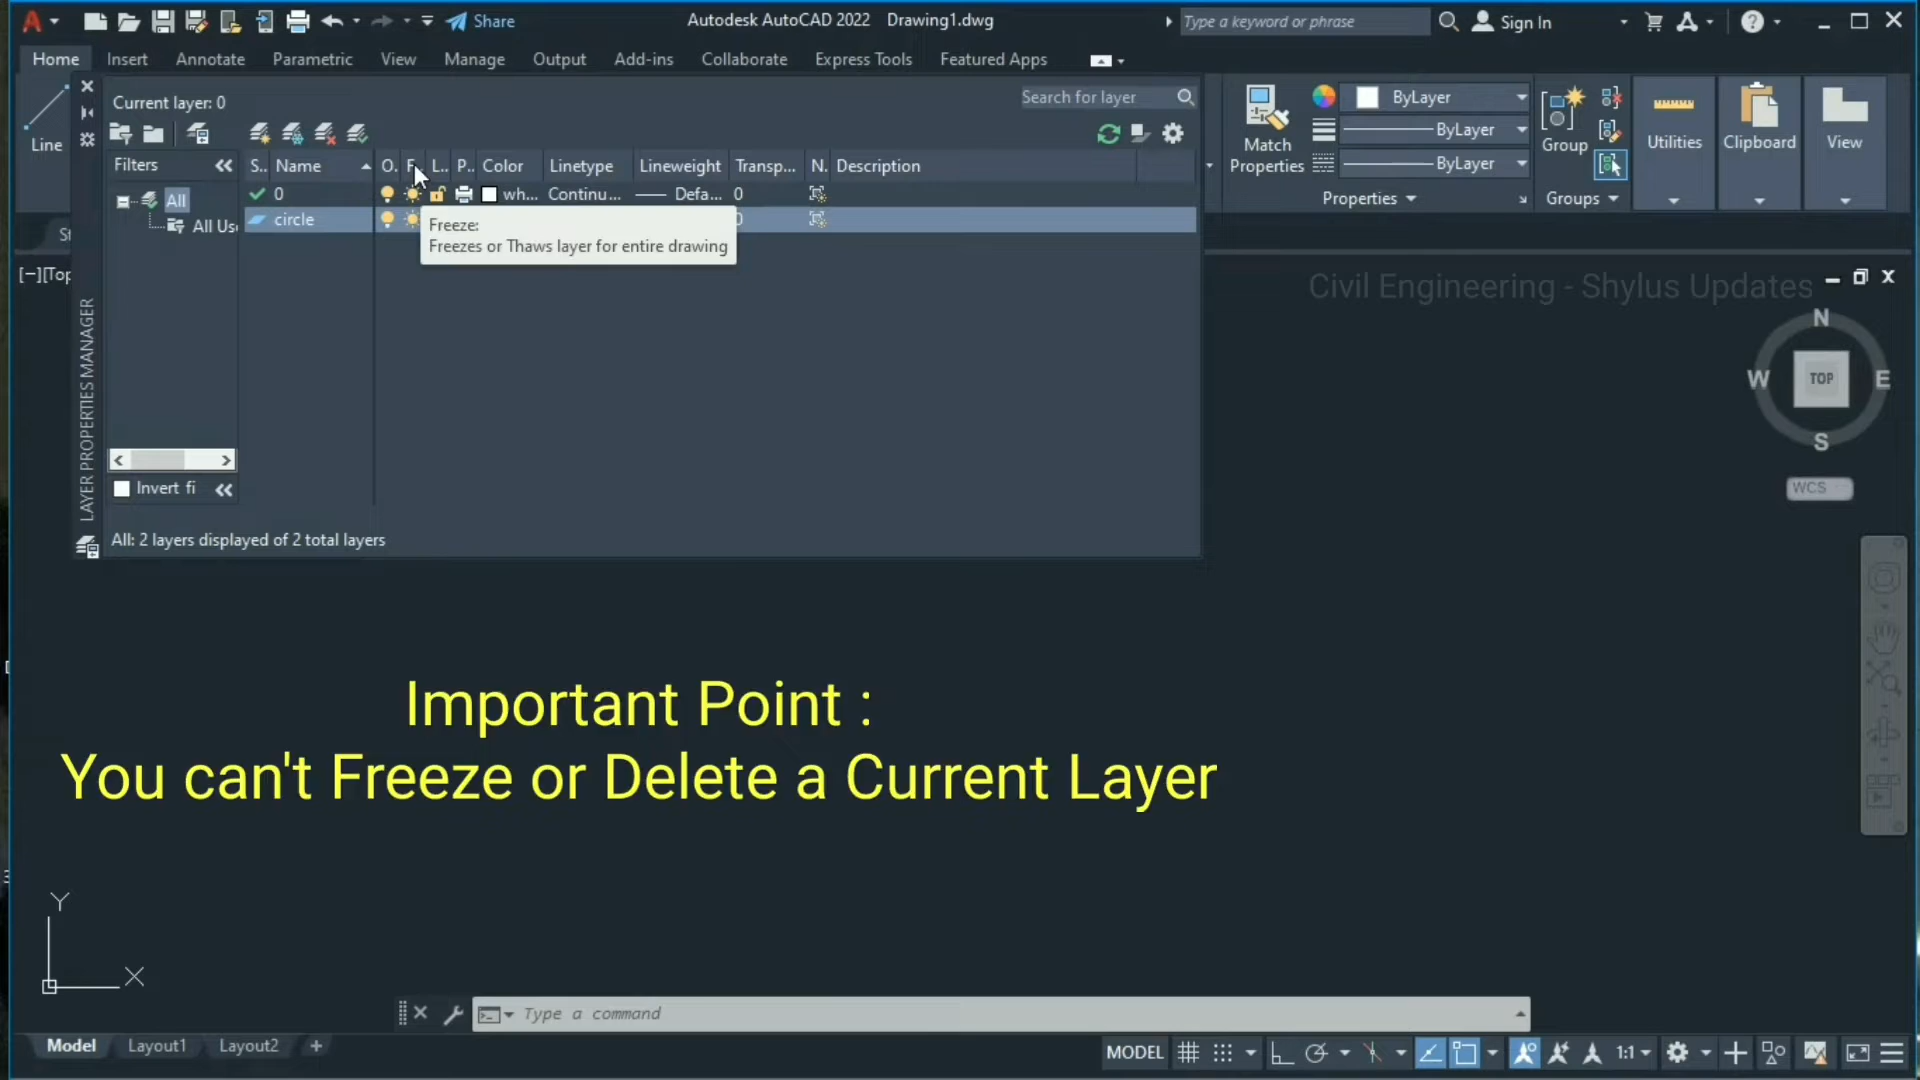 Share
Autodesk AutoCAD 2022 Drawing1.dwg
Type a keyword or phrase
Sign In
Home Insert Annotate Parametric View Manage Output Add-ins Collaborate Express Tools Featured Apps
Line
Current layer: 0
Search for layer
Filters
S.. Name O. F. L.. P.. Color Linetype Lineweight Transp... N. Description
All
All Us
0 wh... Continu... Defa... 0
circle 0
Freeze:
Freezes or Thaws layer for entire drawing
Invert fi
LAYER PROPERTIES MANAGER
All: 2 layers displayed of 2 total layers
Match
Properties
ByLayer
ByLayer
ByLayer
Properties
Group
Groups
Utilities
Clipboard
View
[−][Top
Civil Engineering - Shylus Updates
N
W TOP E
S
WCS
Important Point :
You can't Freeze or Delete a Current Layer
Y
X
Type a command
Model Layout1 Layout2 +
MODEL 1:1